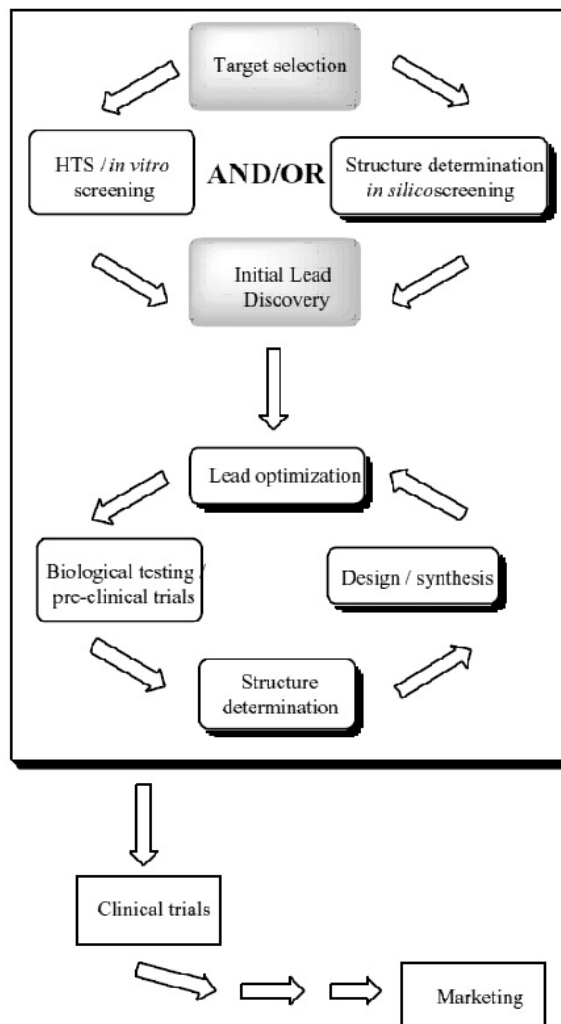 Target selection
HTS / in vitro
screening
AND/OR
Structure determination
in silicoscreening
Initial Lead
Discovery
Lead optimization
Biological testing /
pre-clinical trials
Design / synthesis
Structure
determination
Clinical trials
Marketing